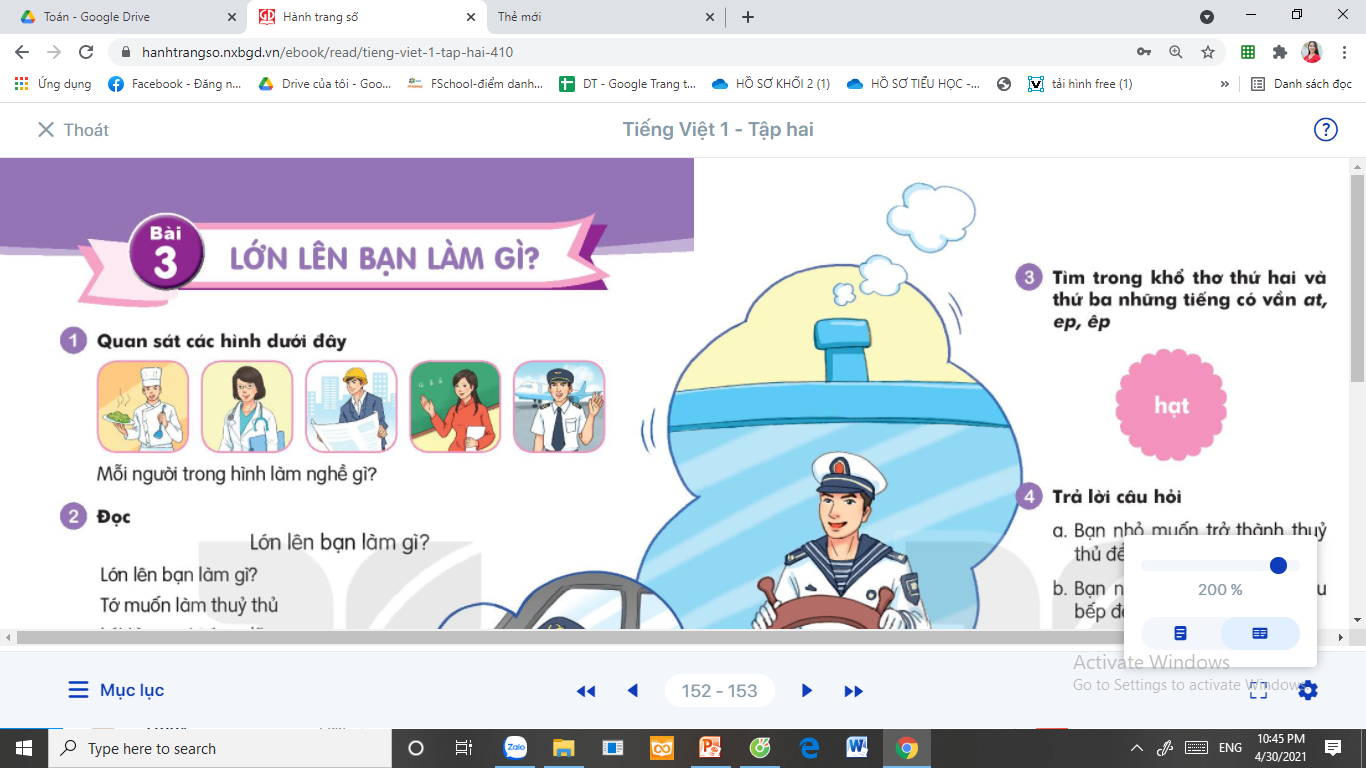 Toán - Google Drive
Hành trang số
Thẻ mới
hanhtrangso.nxbgd.vn/ebook/read/tieng-viet-1-tap-hai-410
Ứng dụng
Facebook - Đăng n...
Drive của tôi - Goo...
FSchool-điểm danh...
DT - Google Trang t...
HỒ SƠ KHỐI 2 (1)
HỒ SƠ TIỂU HỌC -...
tải hình free (1)
»
Danh sách đọc
Thoát
Tiếng Việt 1 - Tập hai
?
Bài
3
LỚN LÊN BẠN LÀM GÌ?
1 Quan sát các hình dưới đây
Mỗi người trong hình làm nghề gì?
2 Đọc
Lớn lên bạn làm gì?
Lớn lên bạn làm gì?
Tớ muốn làm thuỷ thủ
3 Tìm trong khổ thơ thứ hai và
thứ ba những tiếng có vần at,
ep, êp
hạt
4 Trả lời câu hỏi
a. Bạn nhỏ muốn trở thành thuỷ
thủ để
b. Bạn
bếp
200 %
Mục lục
152 - 153
Activate Windows
Go to Settings to activate Windows.
Type here to search
Zalo
ENG
10:45 PM
4/30/2021